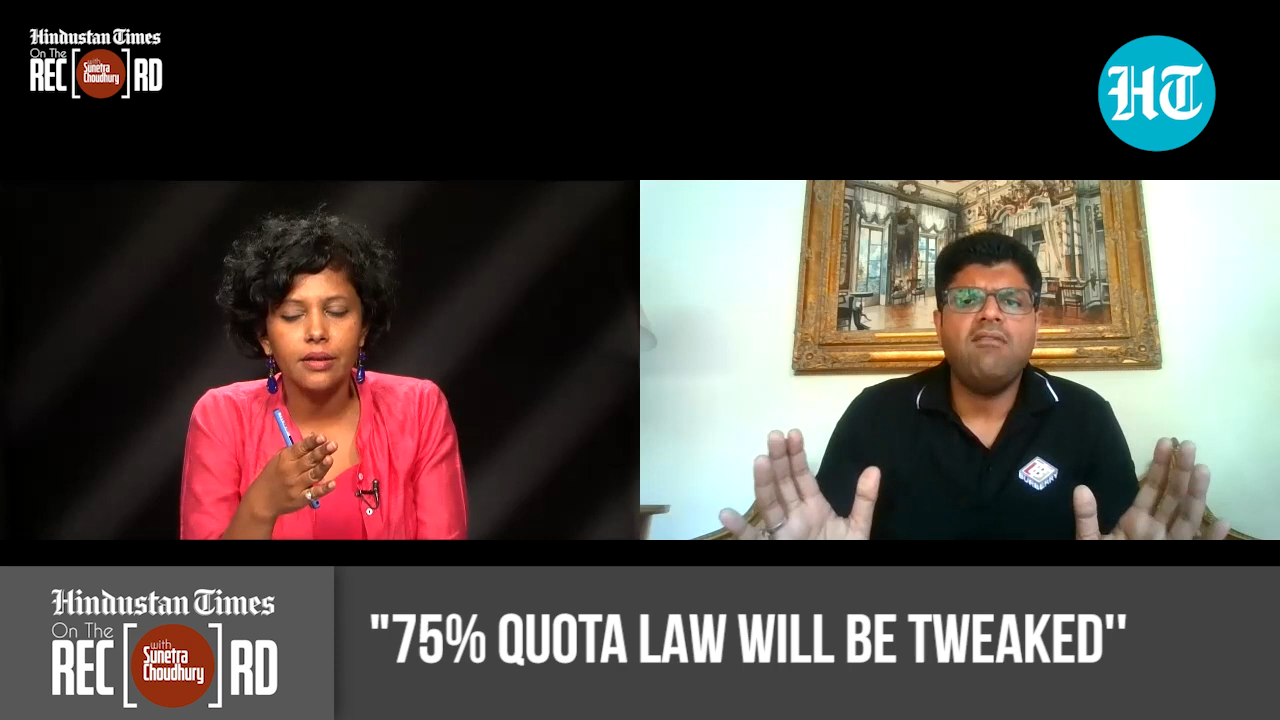 Hindustan Times
On The
REC[with Sunetra Choudhury]RD
HT
BURBERRY
Hindustan Times
On The
REC[with Sunetra Choudhury]RD
"75% QUOTA LAW WILL BE TWEAKED"